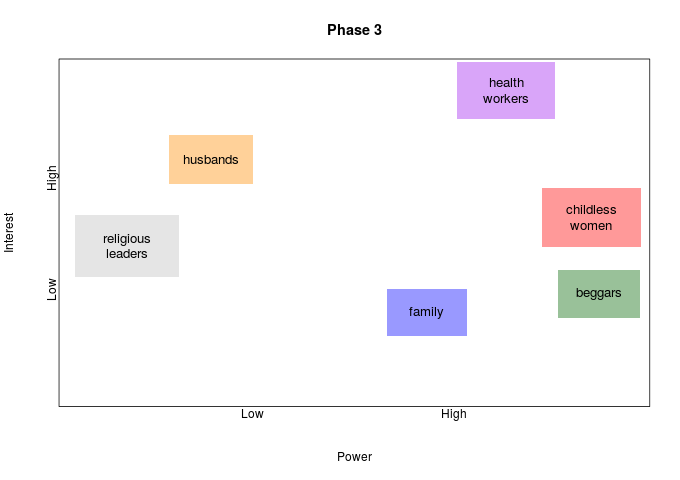 Phase 3
health
workers
husbands
High
childless
women
religious
leaders
Interest
beggars
Low
family
Low
High
Power